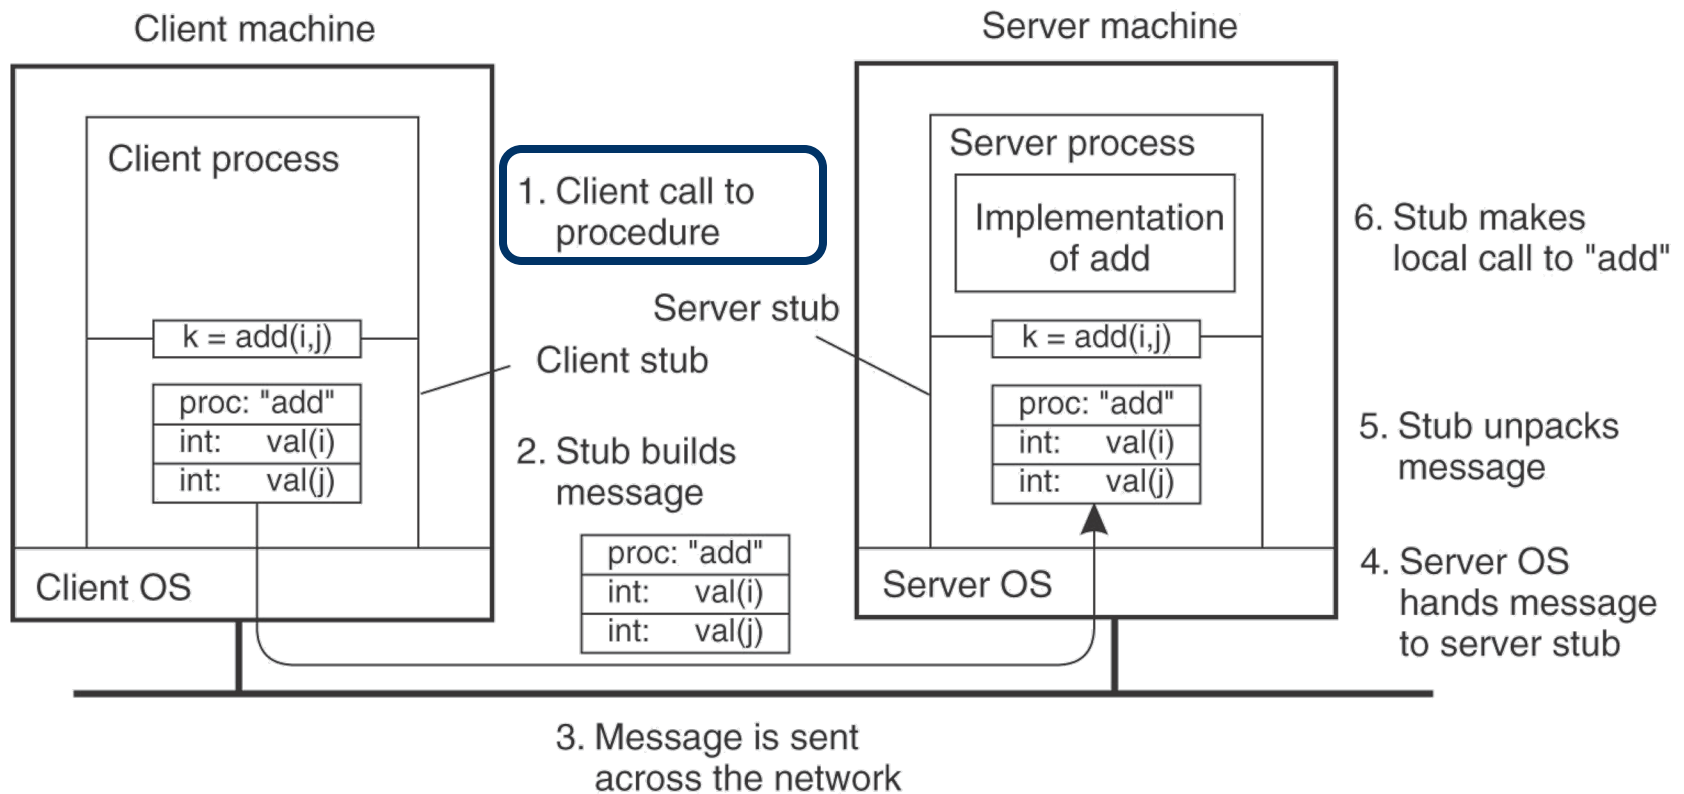 Client machine
Server machine
Client process
1. Client call to
procedure
Server process
Implementation
of add
6. Stub makes
local call to "add"
Server stub
k = add(i,j)
k = add(i,j)
Client stub
proc: "add"
int: val(i)
int: val(j)
2. Stub builds
message
proc: "add"
int: val(i)
int: val(j)
proc: "add"
int: val(i)
int: val(j)
5. Stub unpacks
message
Client OS
Server OS
4. Server OS
hands message
to server stub
3. Message is sent
across the network